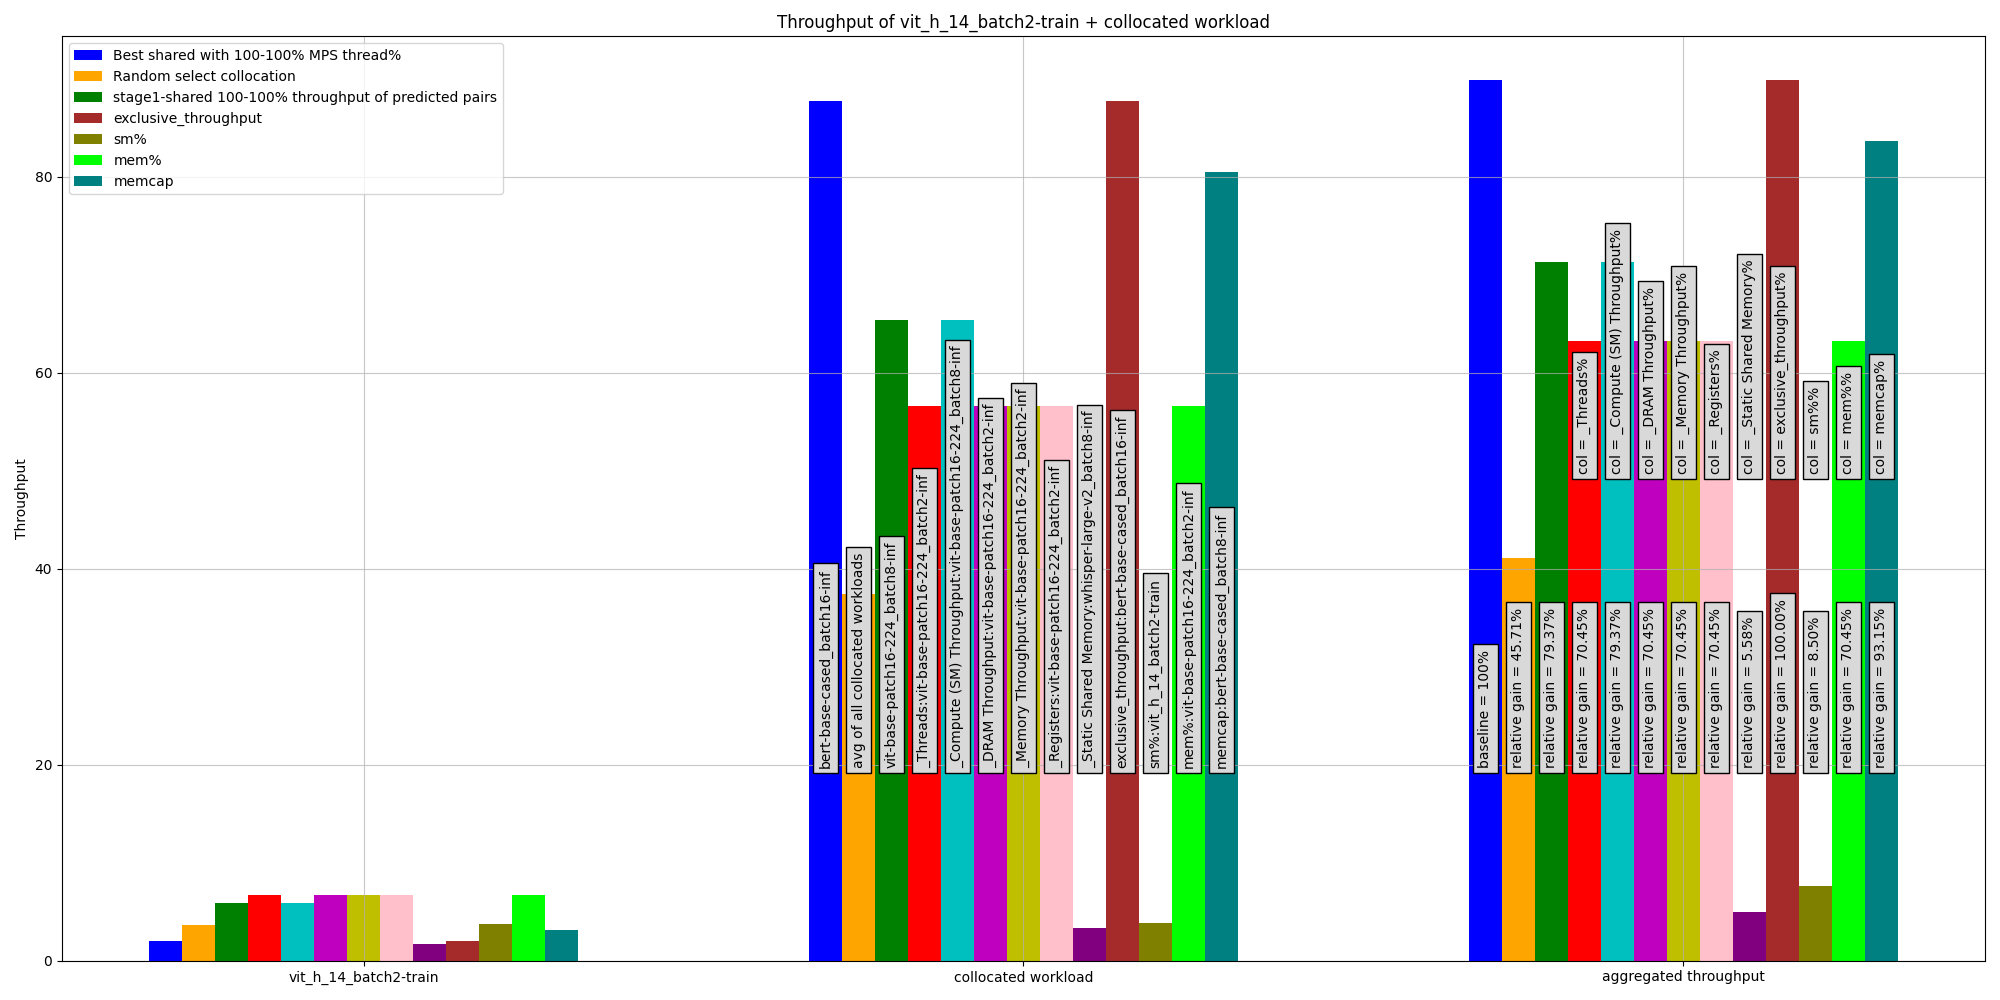 Throughput of vit_h_14_batch2-train + collocated workload
Best shared with 100-100% MPS thread%
Random select collocation
stage1-shared 100-100% throughput of predicted pairs
exclusive_throughput
sm%
mem%
memcap
Throughput
80
60
40
20
0
bert-base-cased_batch16-inf
avg of all collocated workloads
vit-base-patch16-224_batch8-inf
_Threads:vit-base-patch16-224_batch2-inf
_Compute (SM) Throughput:vit-base-patch16-224_batch8-inf
_DRAM Throughput:vit-base-patch16-224_batch2-inf
_Memory Throughput:vit-base-patch16-224_batch2-inf
_Registers:vit-base-patch16-224_batch2-inf
_Static Shared Memory:whisper-large-v2_batch8-inf
exclusive_throughput:bert-base-cased_batch16-inf
sm%:vit_h_14_batch2-train
mem%:vit-base-patch16-224_batch2-inf
memcap:bert-base-cased_batch8-inf
col = _Threads%
col = _Compute (SM) Throughput%
col = _DRAM Throughput%
col = _Memory Throughput%
col = _Registers%
col = _Static Shared Memory%
col = exclusive_throughput%
col = sm%%
col = mem%%
col = memcap%
baseline = 100%
relative gain = 45.71%
relative gain = 79.37%
relative gain = 70.45%
relative gain = 79.37%
relative gain = 70.45%
relative gain = 70.45%
relative gain = 70.45%
relative gain = 5.58%
relative gain = 100.00%
relative gain = 8.50%
relative gain = 70.45%
relative gain = 93.15%
vit_h_14_batch2-train
collocated workload
aggregated throughput